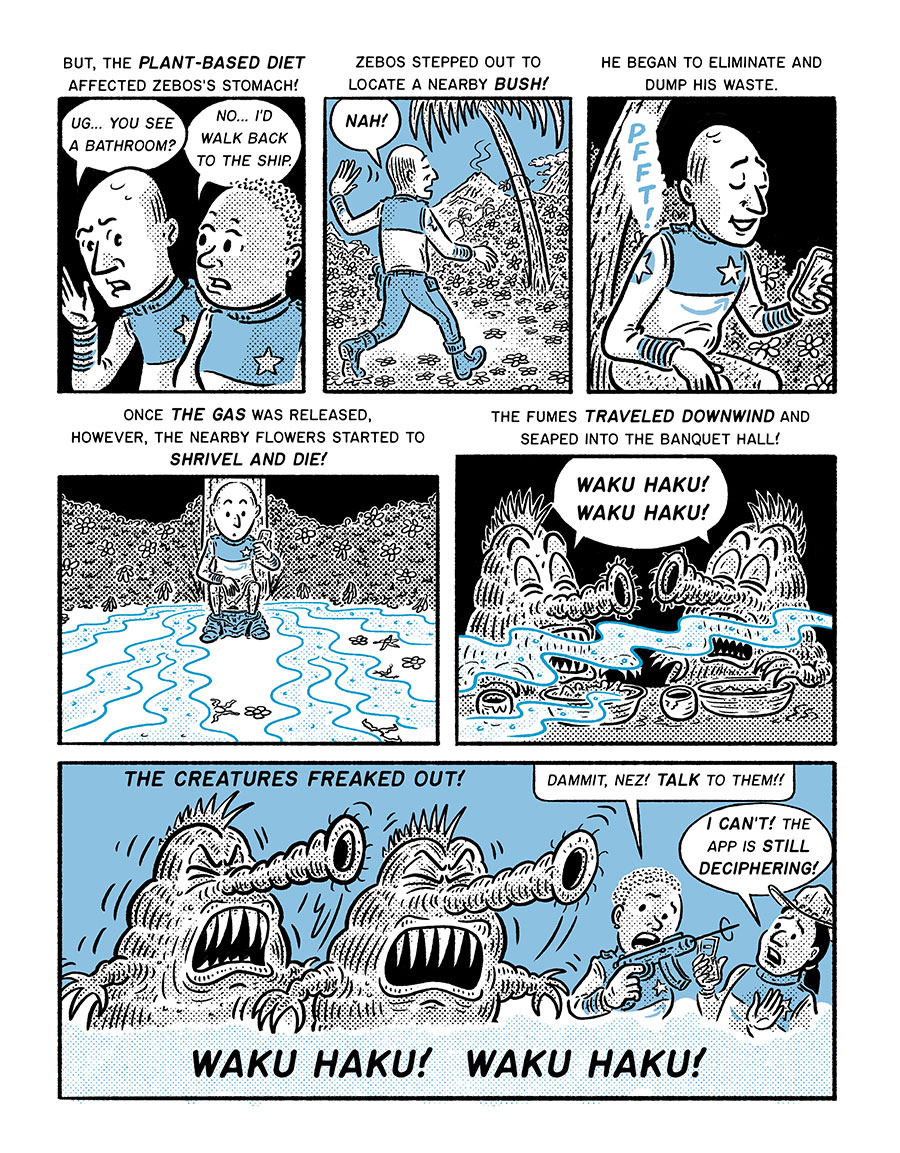 BUT, THE PLANT-BASED DIET
AFFECTED ZEBOS'S STOMACH!
UG... YOU SEE
A BATHROOM?
NO... I'D
WALK BACK
TO THE SHIP.
ZEBOS STEPPED OUT TO
LOCATE A NEARBY BUSH!
NAH!
HE BEGAN TO ELIMINATE AND
DUMP HIS WASTE.
PFFT!
ONCE THE GAS WAS RELEASED,
HOWEVER, THE NEARBY FLOWERS STARTED TO
SHRIVEL AND DIE!
THE FUMES TRAVELED DOWNWIND AND
SEAPED INTO THE BANQUET HALL!
WAKU HAKU!
WAKU HAKU!
THE CREATURES FREAKED OUT!
DAMMIT, NEZ! TALK TO THEM!!
I CAN'T! THE
APP IS STILL
DECIPHERING!
WAKU HAKU! WAKU HAKU!